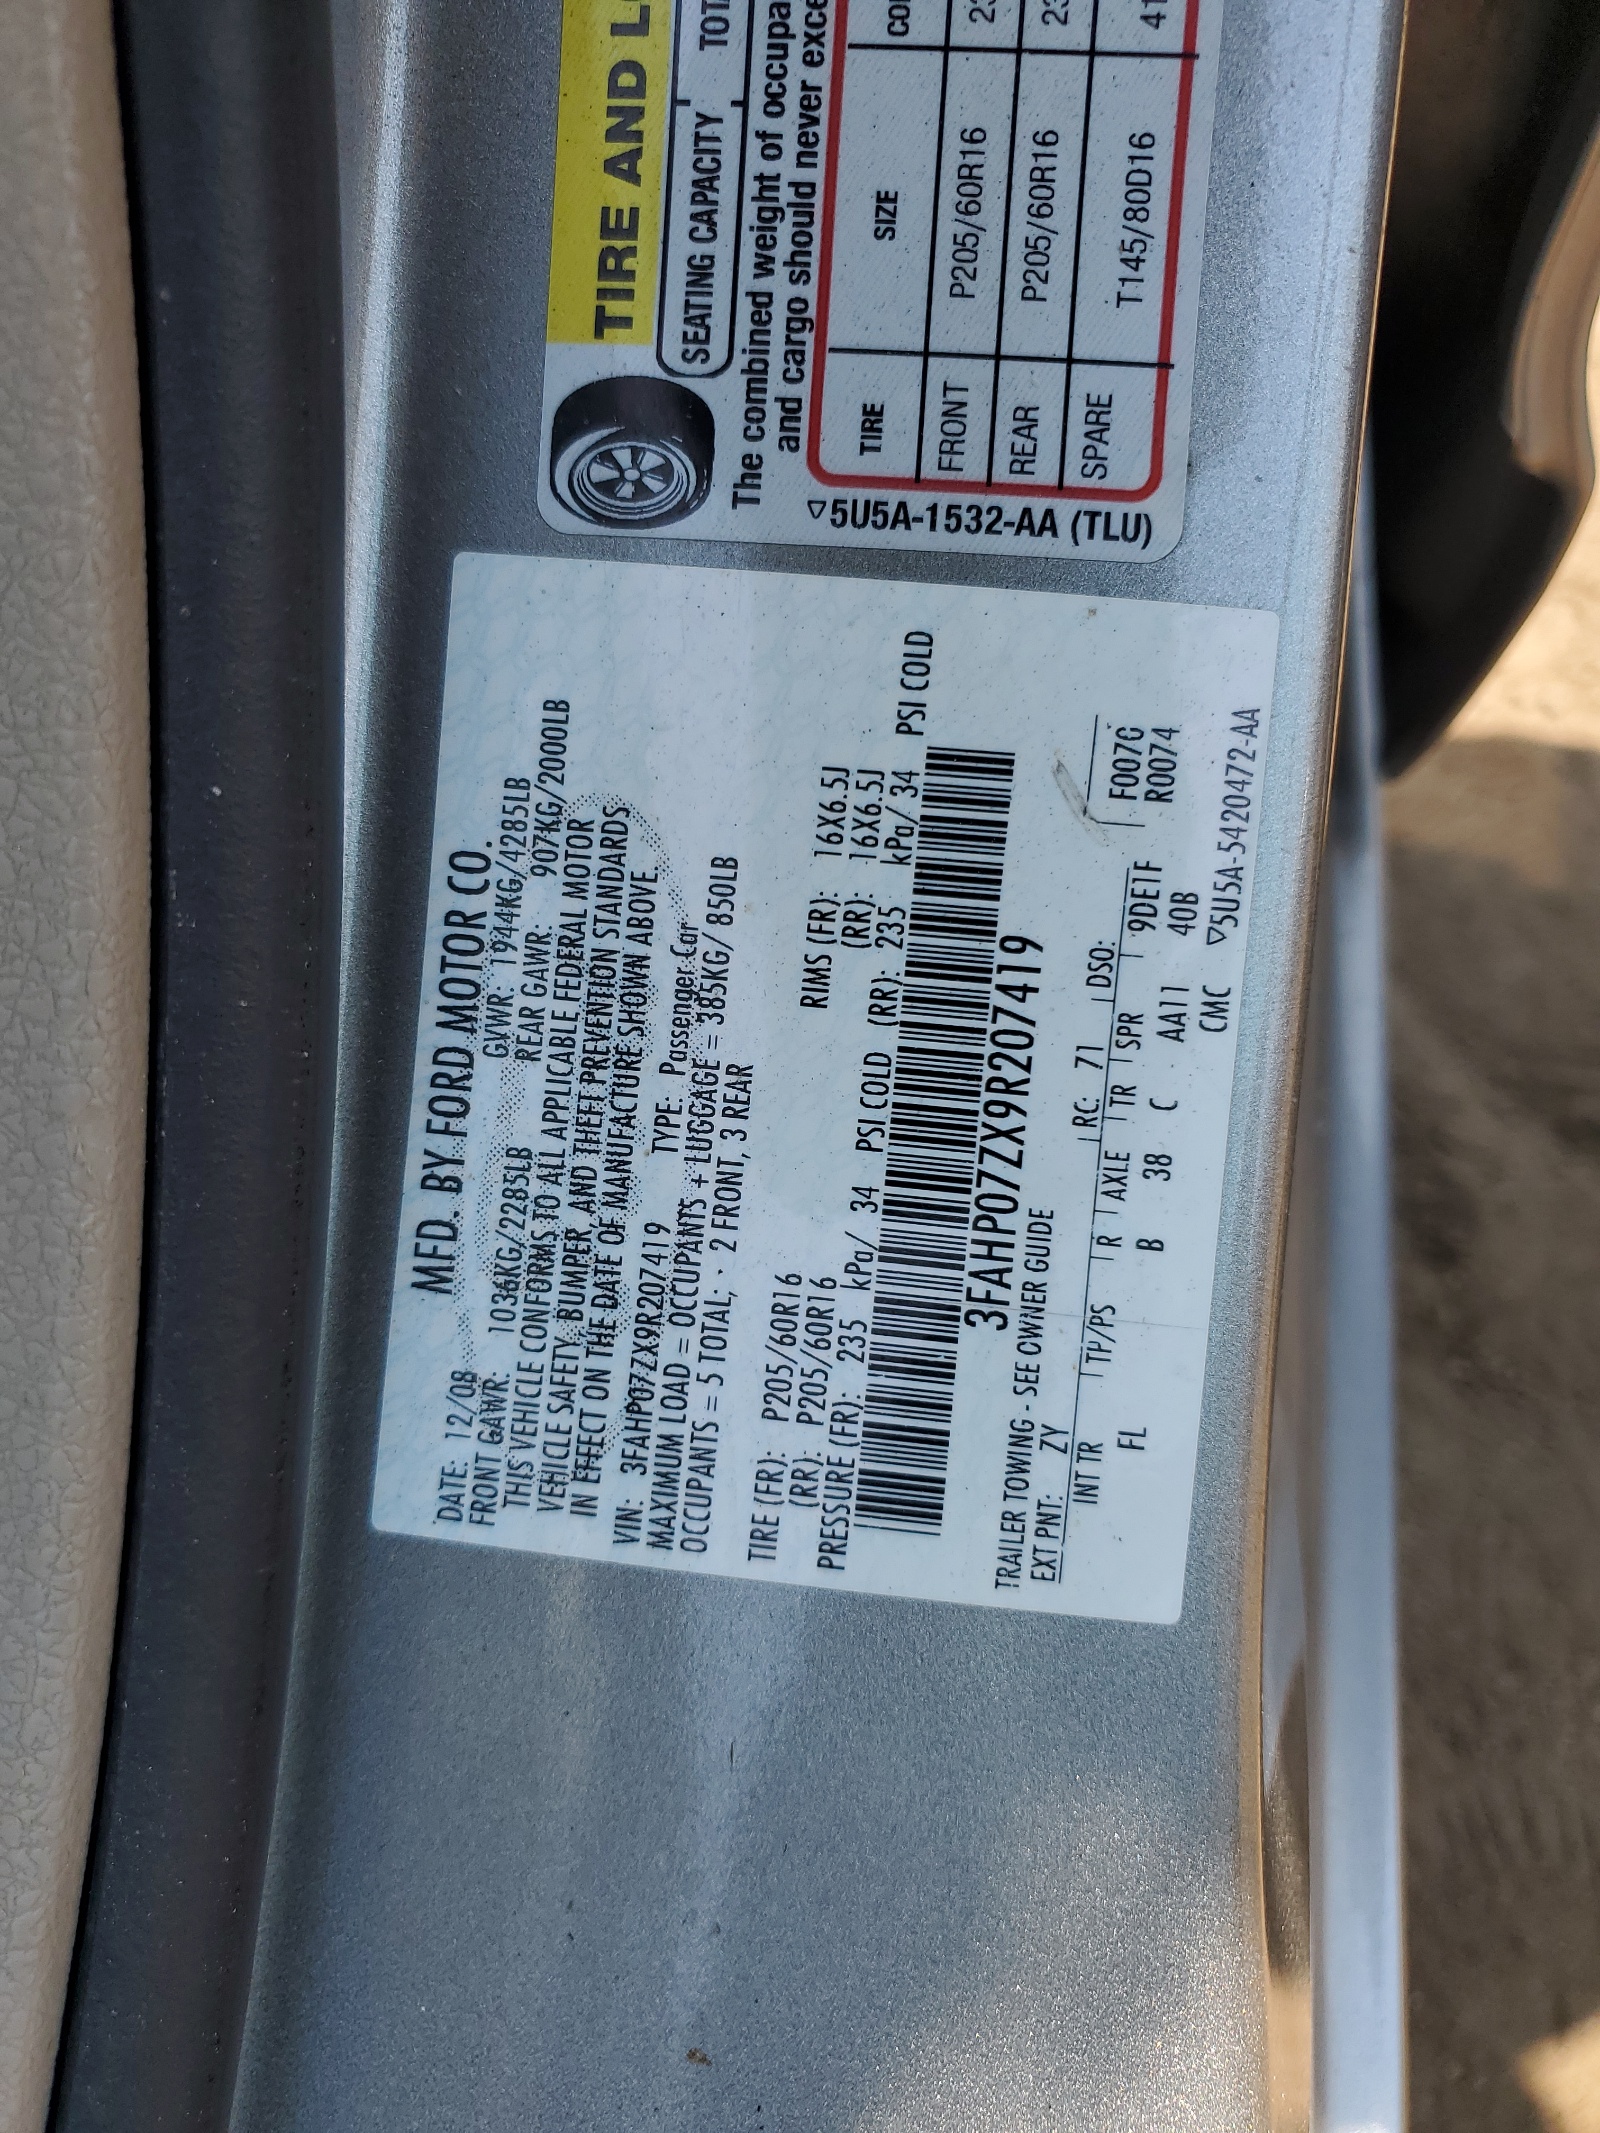 MFD. BY FORD MOTOR CO.
DATE: 12/08 GVWR: 1944KG/4285LB
FRONT GAWR: 1036KG/2285LB REAR GAWR: 907KG/2000LB
THIS VEHICLE CONFORMS TO ALL APPLICABLE FEDERAL MOTOR
VEHICLE SAFETY, BUMPER, AND THEFT PREVENTION STANDARDS
IN EFFECT ON THE DATE OF MANUFACTURE SHOWN ABOVE.
VIN: 3FAHP07ZX9R207419 TYPE: Passenger Car
MAXIMUM LOAD = OCCUPANTS + LUGGAGE = 385KG/ 850LB
OCCUPANTS = 5 TOTAL; - 2 FRONT, 3 REAR
TIRE (FR): P205/60R16 RIMS (FR): 16X6.5J
(RR): P205/60R16 (RR): 16X6.5J
PRESSURE (FR): 235 kPa/ 34 PSI COLD (RR): 235 kPa/ 34 PSI COLD
3FAHP07ZX9R207419
TRAILER TOWING - SEE OWNER GUIDE
EXT PNT: ZY RC: 71 DSO:
INT TR TP/PS R AXLE TR SPR 9DE1F F007G
FL B 38 C AA11 40B R0074
CMC ▽5U5A-5420472-AA
TIRE AND
SEATING CAPACITY
The combined weight of
and cargo should never
TIRE SIZE
FRONT P205/60R16
REAR P205/60R16
SPARE T145/80D16
▽5U5A-1532-AA (TLU)